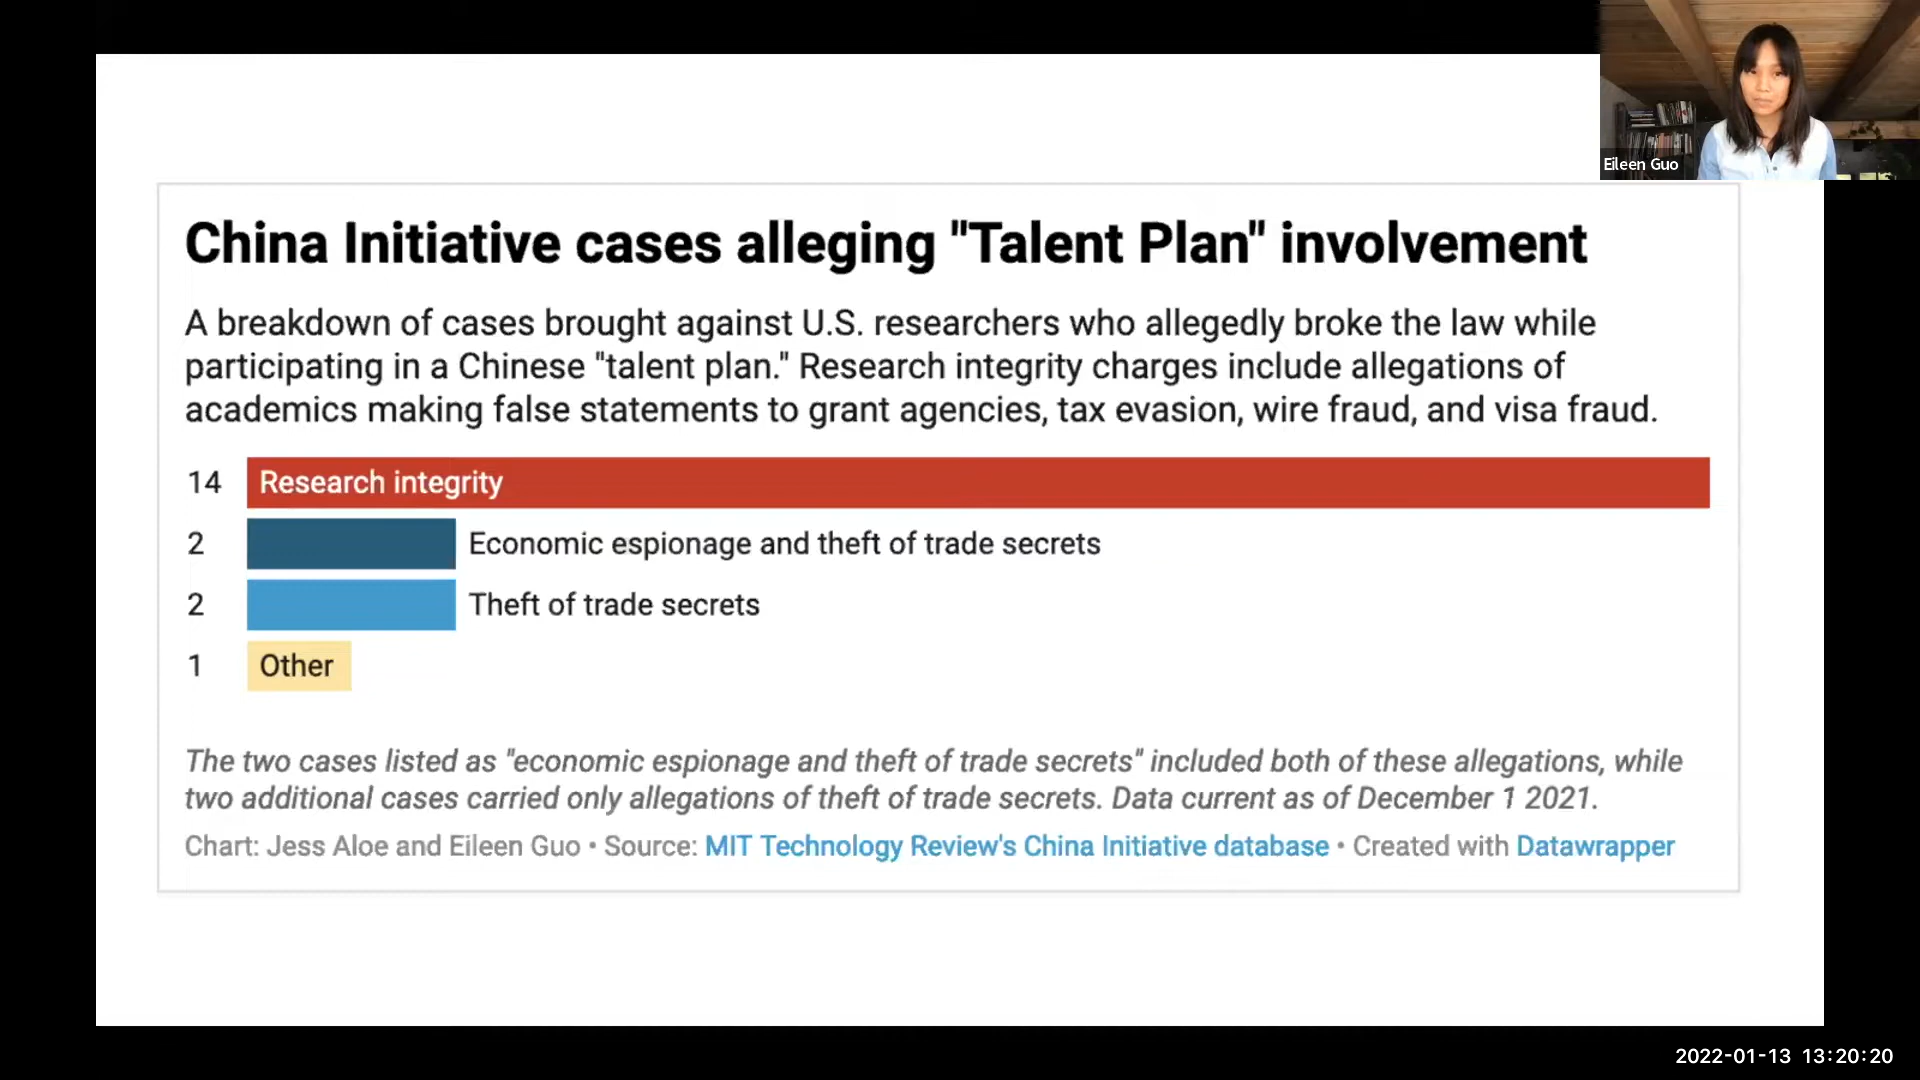 Eileen Guo
China Initiative cases alleging "Talent Plan" involvement
A breakdown of cases brought against U.S. researchers who allegedly broke the law while
participating in a Chinese "talent plan." Research integrity charges include allegations of
academics making false statements to grant agencies, tax evasion, wire fraud, and visa fraud.
14 Research integrity
2 Economic espionage and theft of trade secrets
2 Theft of trade secrets
1 Other
The two cases listed as "economic espionage and theft of trade secrets" included both of these allegations, while
two additional cases carried only allegations of theft of trade secrets. Data current as of December 1 2021.
Chart: Jess Aloe and Eileen Guo • Source: MIT Technology Review's China Initiative database • Created with Datawrapper
2022-01-13 13:20:20